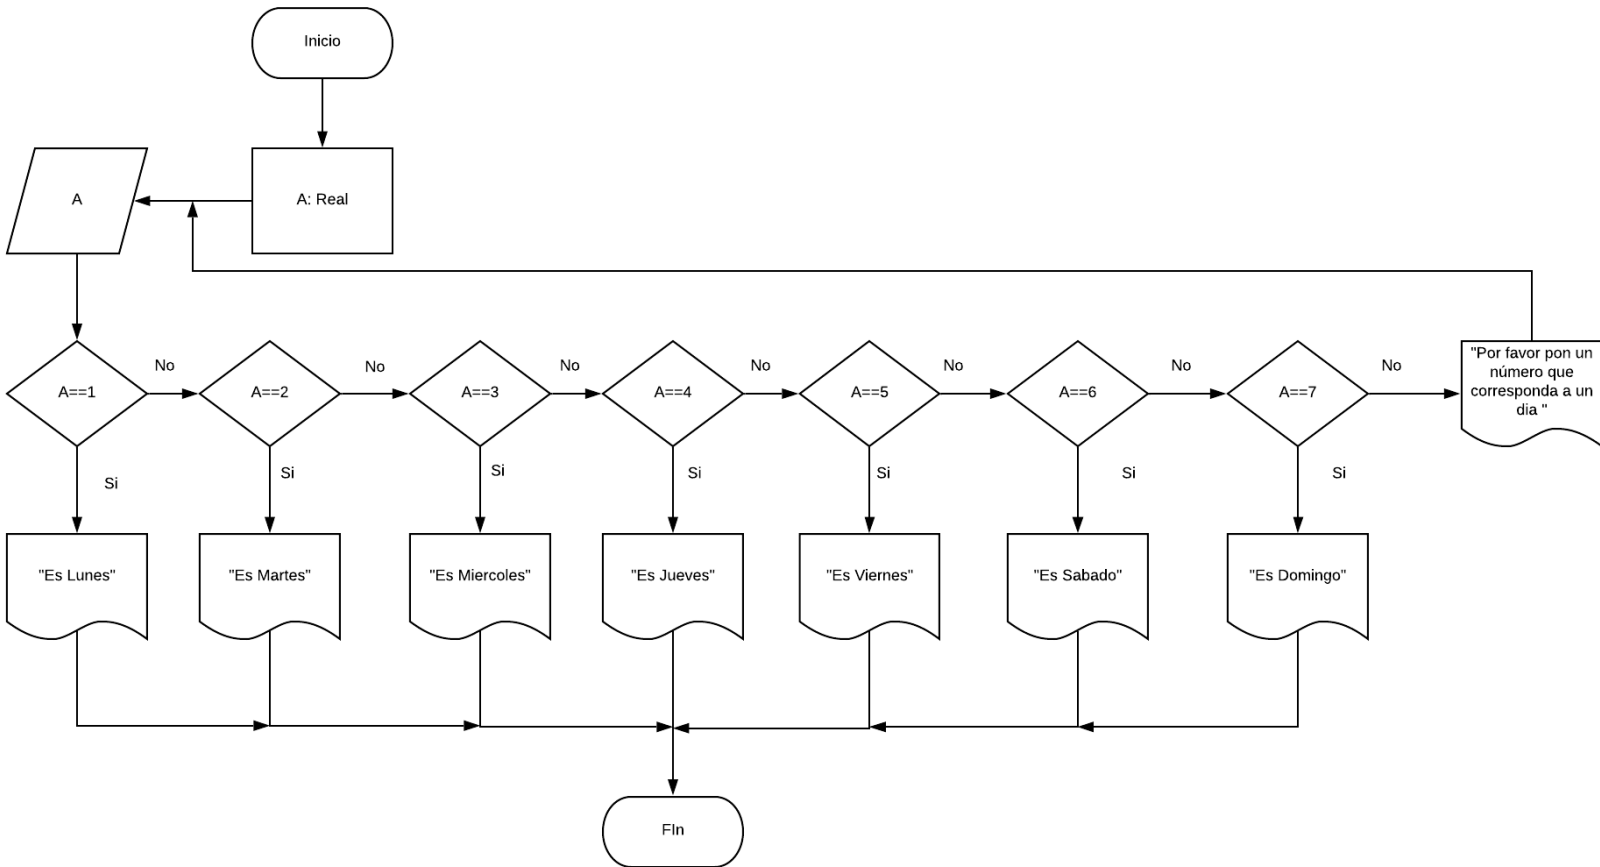 Inicio
A
A: Real
A==1
No
A==2
No
A==3
No
A==4
No
A==5
No
A==6
No
A==7
No
"Por favor pon un
número que
corresponda a un
dia "
Si
Si
Si
Si
Si
Si
Si
"Es Lunes"
"Es Martes"
"Es Miercoles"
"Es Jueves"
"Es Viernes"
"Es Sabado"
"Es Domingo"
FIn